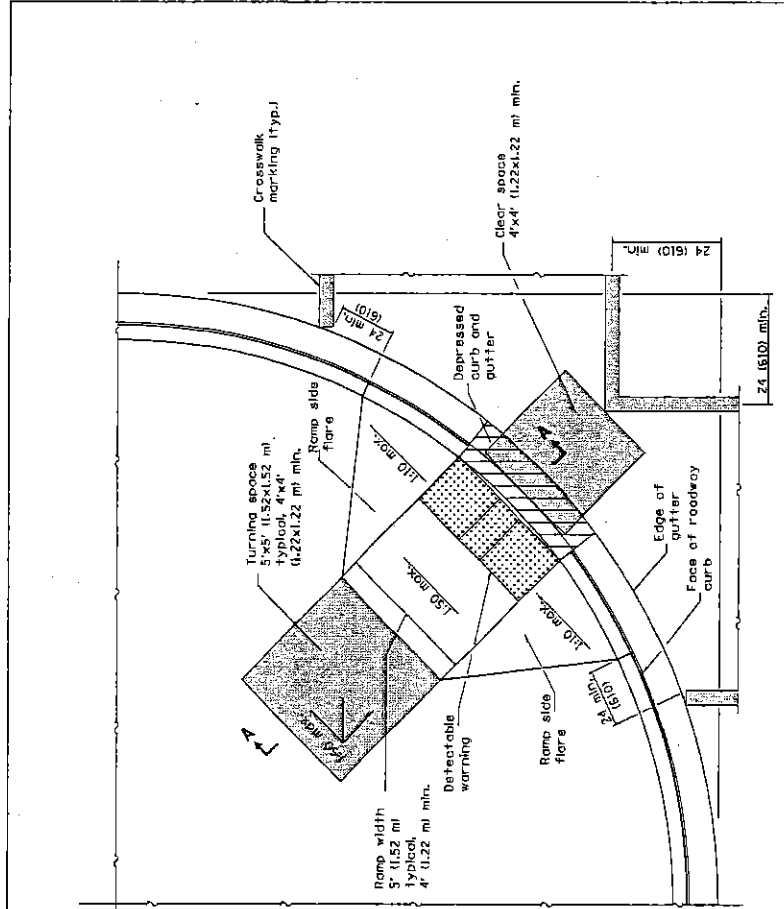 Crosswalk
marking (typ.)
Clear space
4'x4' (1.22x1.22 m) min.
24 (610)
min.
24 (610) min.
24 min.
(610)
Depressed
curb and
gutter
Ramp side
flare
1:10 max.
Turning space
5'x5' (1.52x1.52 m)
typical, 4'x4'
(1.22x1.22 m) min.
A
1:50 max.
A
Edge of
gutter
Face of roadway
curb
1:10 max.
24 min.
(610)
Ramp side
flare
Detectable
warning
Ramp width
5' (1.52 m)
typical,
4' (1.22 m) min.